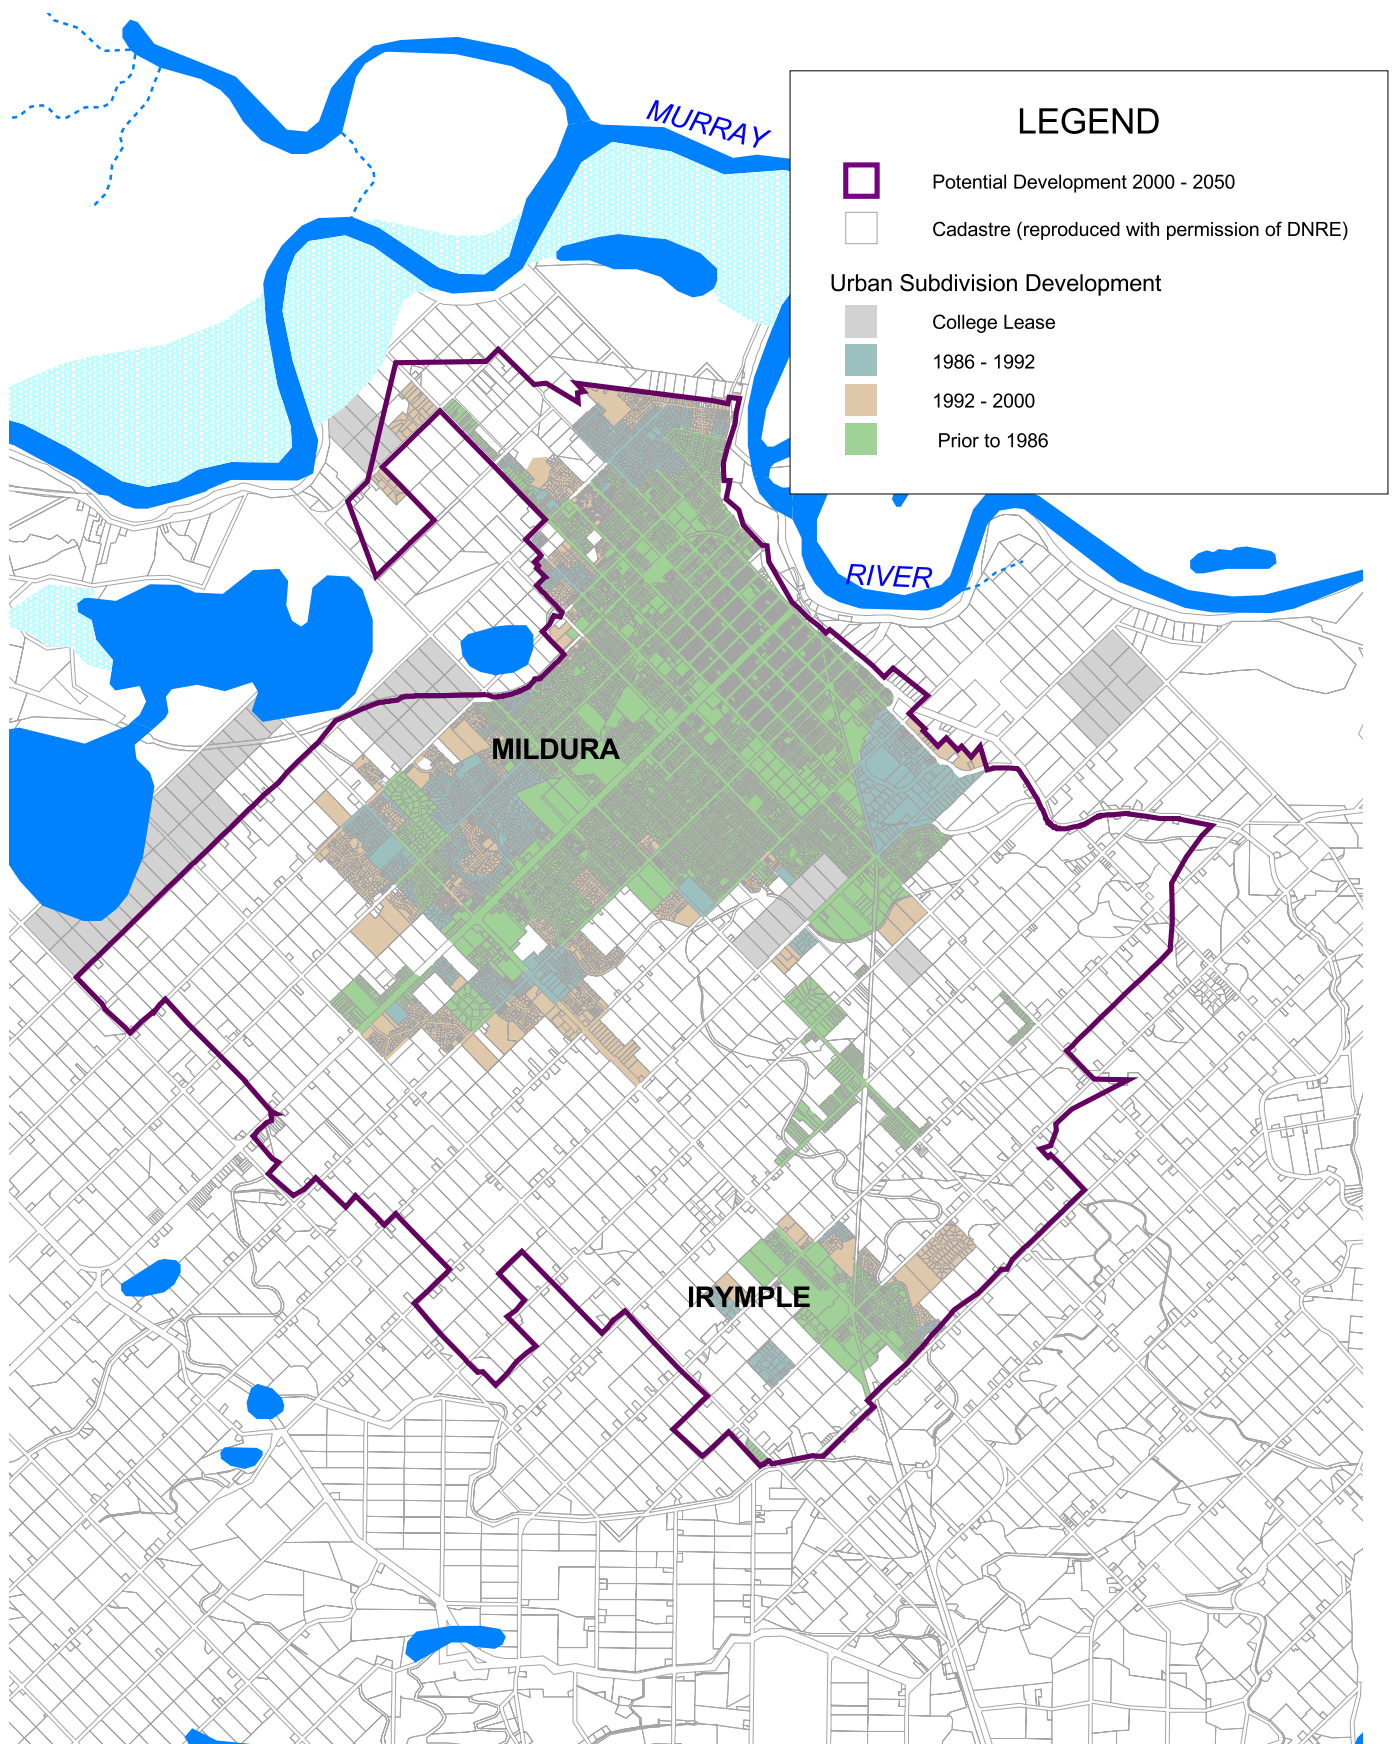 MURRAY
LEGEND
Potential Development 2000 - 2050
Cadastre (reproduced with permission of DNRE)
Urban Subdivision Development
College Lease
1986 - 1992
1992 - 2000
Prior to 1986
RIVER
MILDURA
IRYMPLE